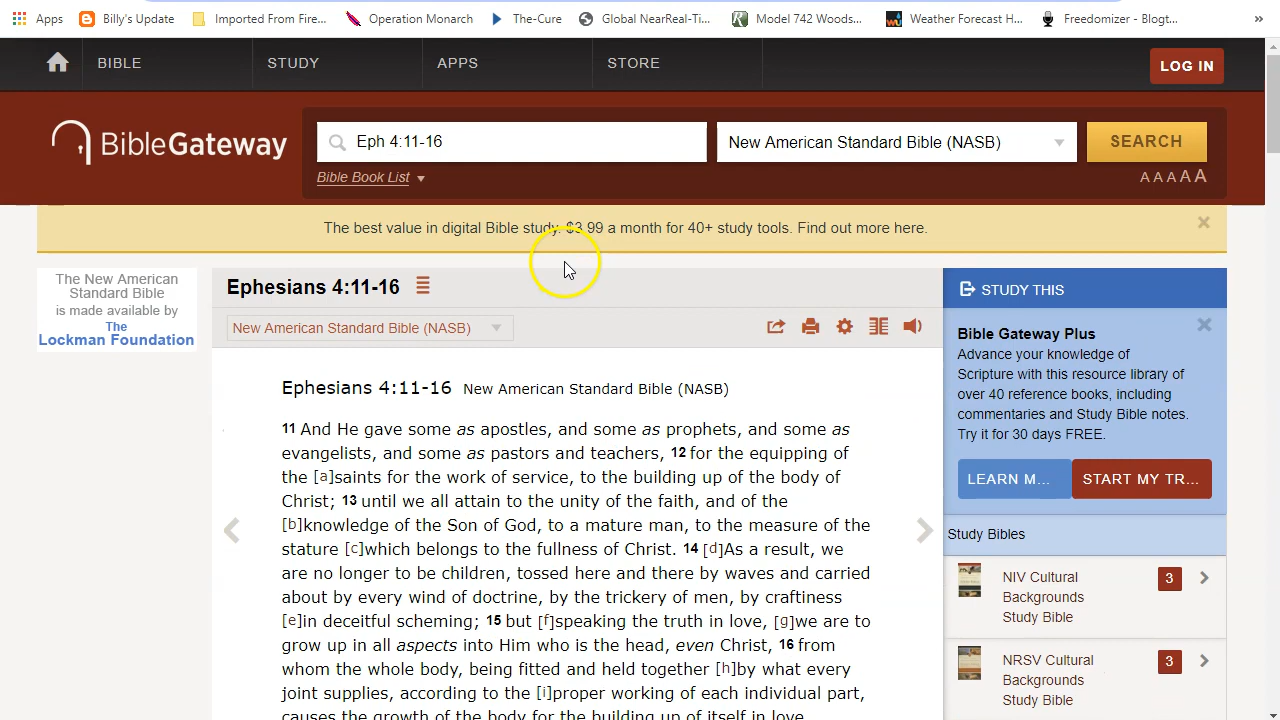 Apps Billy's Update Imported From Fire... Operation Monarch The-Cure Global NearReal-Ti... Model 742 Woods... Weather Forecast H... Freedomizer - Blogt... »
BIBLE STUDY APPS STORE LOG IN
BibleGateway
Eph 4:11-16 New American Standard Bible (NASB) SEARCH
Bible Book List A A A A A
The best value in digital Bible study. $3.99 a month for 40+ study tools. Find out more here. ×
The New American
Standard Bible
is made available by
The
Lockman Foundation
Ephesians 4:11-16
New American Standard Bible (NASB)
Ephesians 4:11-16 New American Standard Bible (NASB)
11 And He gave some as apostles, and some as prophets, and some as
evangelists, and some as pastors and teachers, 12 for the equipping of
the [a]saints for the work of service, to the building up of the body of
Christ; 13 until we all attain to the unity of the faith, and of the
[b]knowledge of the Son of God, to a mature man, to the measure of the
stature [c]which belongs to the fullness of Christ. 14 [d]As a result, we
are no longer to be children, tossed here and there by waves and carried
about by every wind of doctrine, by the trickery of men, by craftiness
[e]in deceitful scheming; 15 but [f]speaking the truth in love, [g]we are to
grow up in all aspects into Him who is the head, even Christ, 16 from
whom the whole body, being fitted and held together [h]by what every
joint supplies, according to the [i]proper working of each individual part,
causes the growth of the body for the building up of itself in love.
STUDY THIS
Bible Gateway Plus ×
Advance your knowledge of
Scripture with this resource library of
over 40 reference books, including
commentaries and Study Bible notes.
Try it for 30 days FREE.
LEARN M... START MY TR...
Study Bibles
NIV Cultural
Backgrounds
Study Bible
3
NRSV Cultural
Backgrounds
Study Bible
3